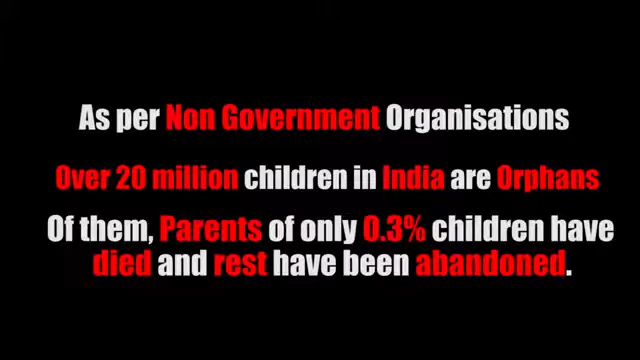 As per Non Government Organisations
Over 20 million children in India are Orphans
Of them, Parents of only 0.3% children have
died and rest have been abandoned.